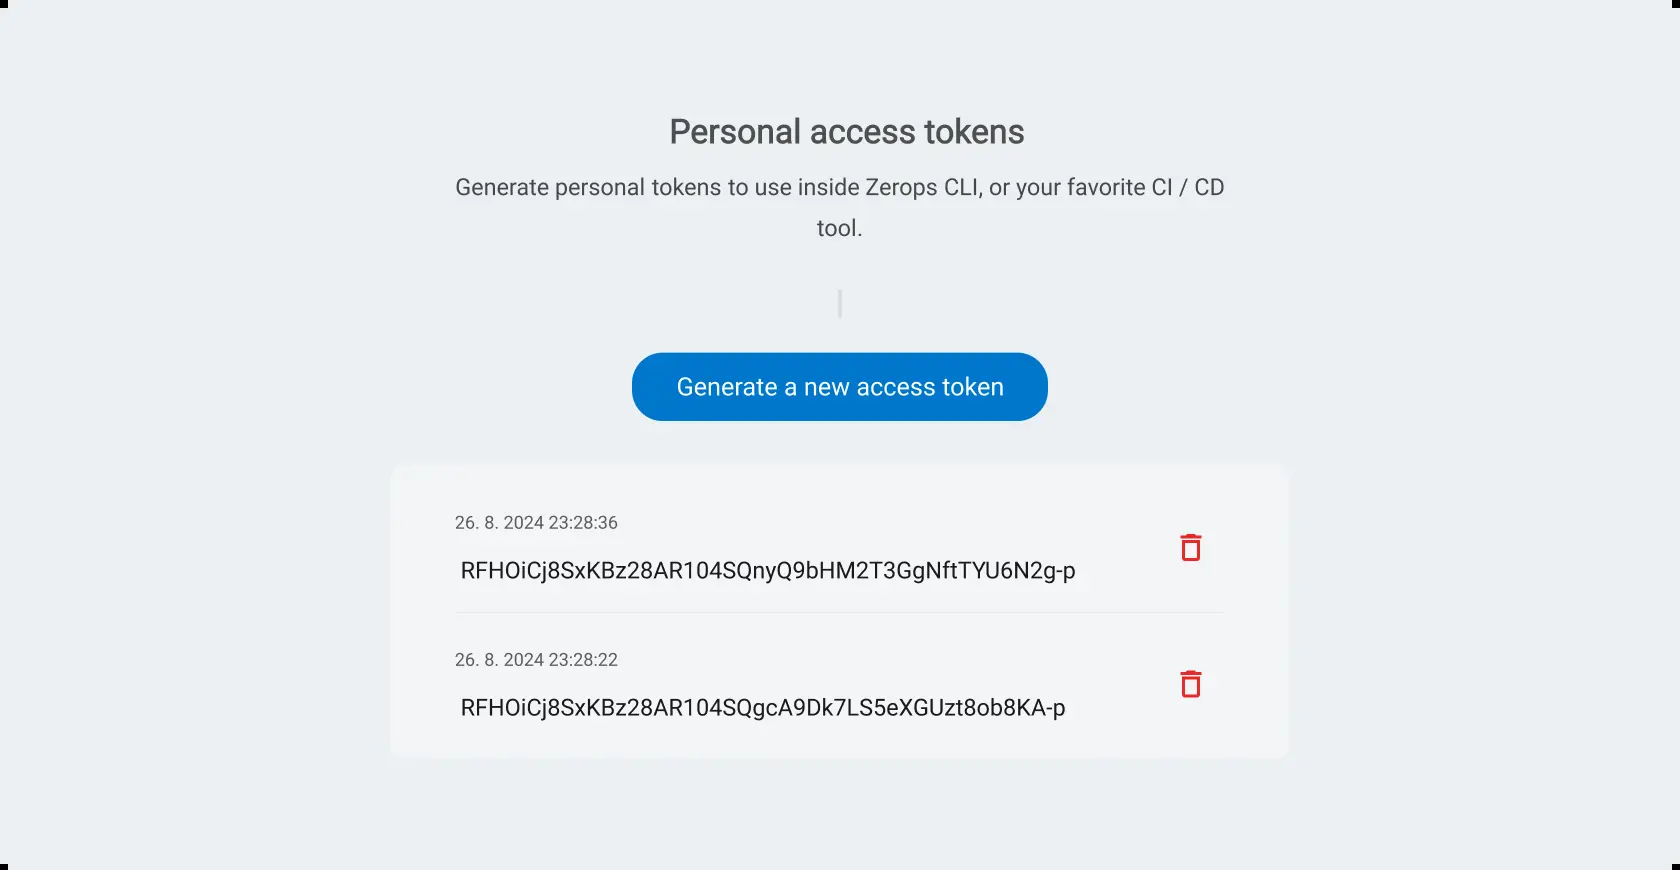 Personal access tokens
Generate personal tokens to use inside Zerops CLI, or your favorite CI / CD
tool.
Generate a new access token
26. 8. 2024 23:28:36
RFHOiCj8SxKBz28AR104SQnyQ9bHM2T3GgNftTYU6N2g-p
26. 8. 2024 23:28:22
RFHOiCj8SxKBz28AR104SQgcA9Dk7LS5eXGUzt8ob8KA-p